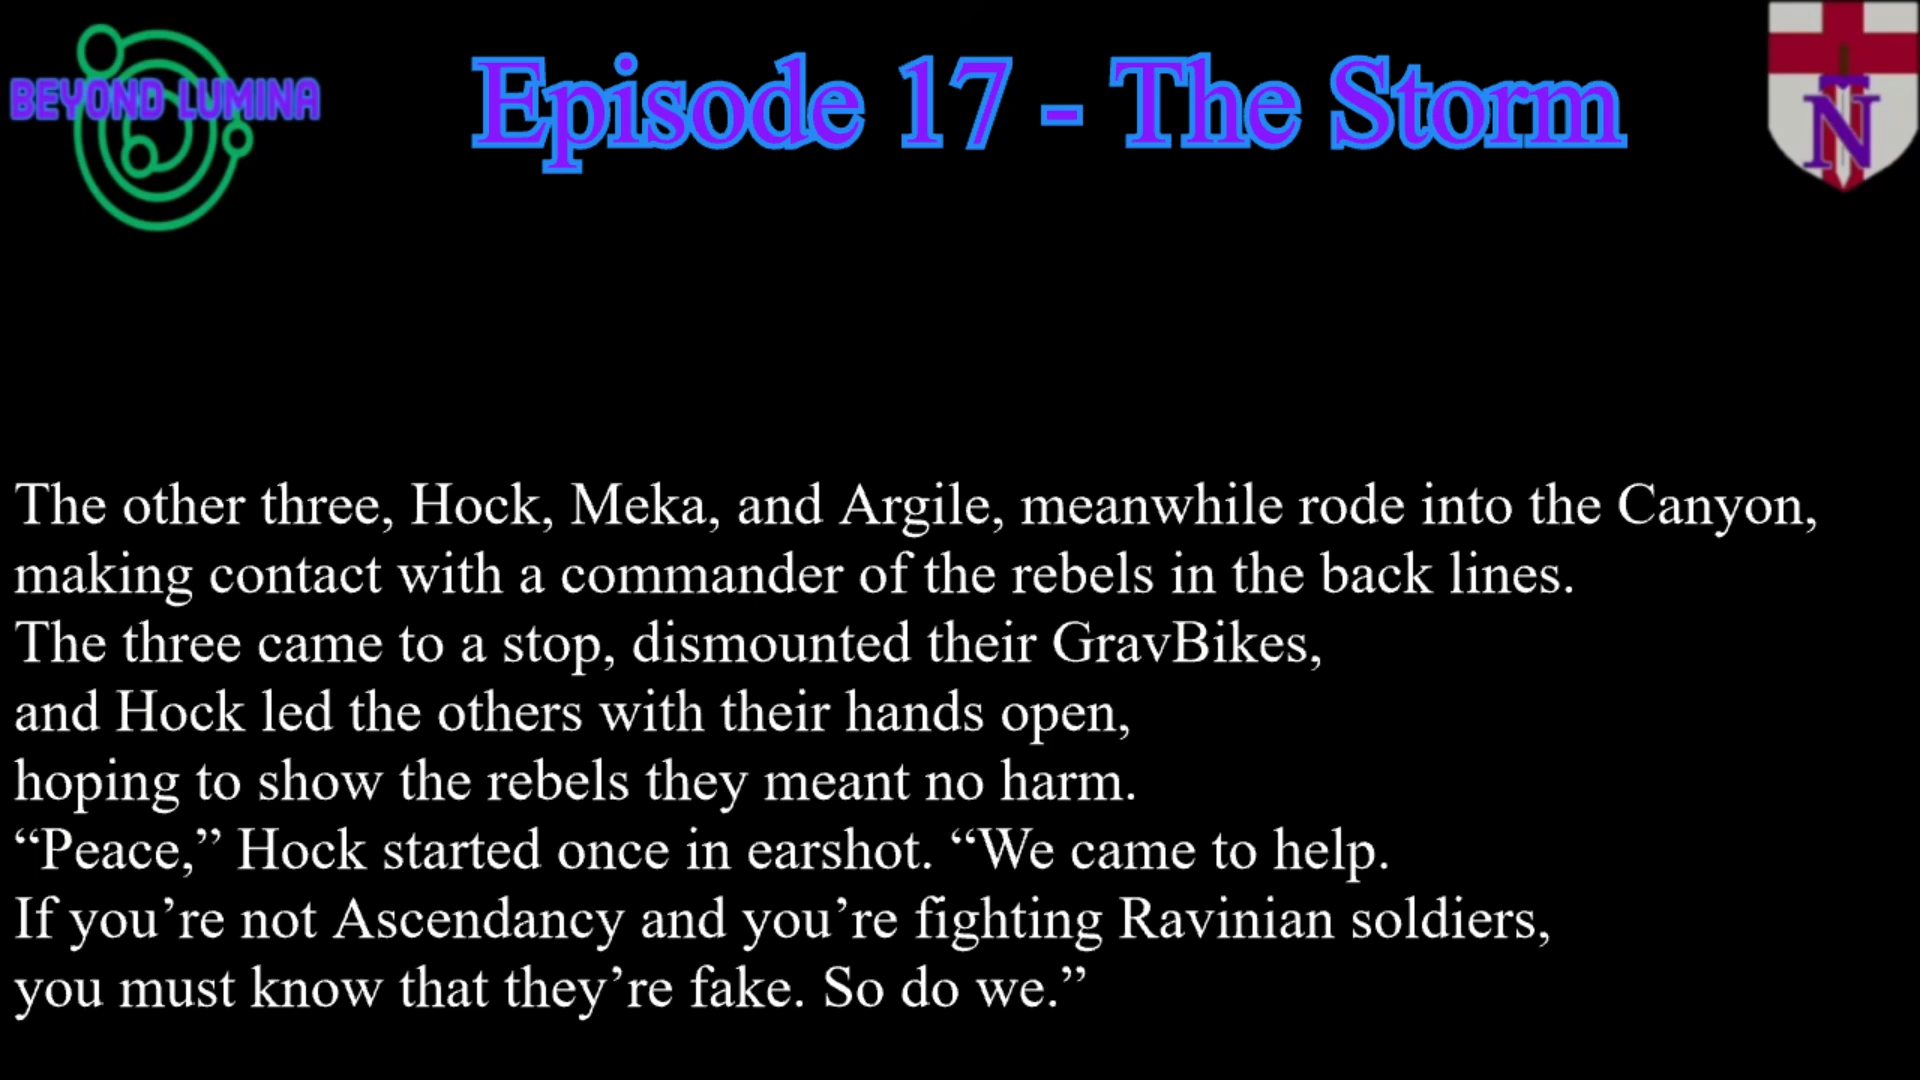 BEYOND LUMINA
Episode 17 - The Storm
N
The other three, Hock, Meka, and Argile, meanwhile rode into the Canyon,
making contact with a commander of the rebels in the back lines.
The three came to a stop, dismounted their GravBikes,
and Hock led the others with their hands open,
hoping to show the rebels they meant no harm.
“Peace,” Hock started once in earshot. “We came to help.
If you’re not Ascendancy and you’re fighting Ravinian soldiers,
you must know that they’re fake. So do we.”